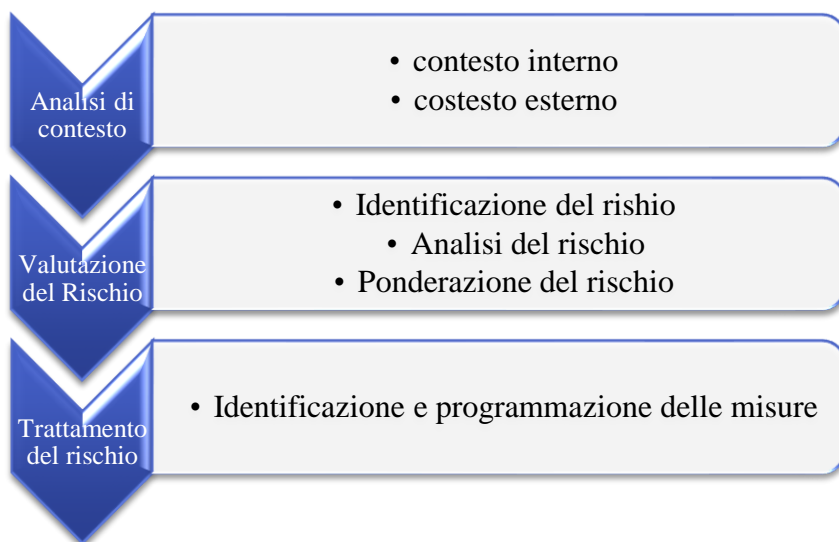 Analisi di
contesto
• contesto interno
• costesto esterno
Valutazione
del Rischio
• Identificazione del rishio
• Analisi del rischio
• Ponderazione del rischio
Trattamento
del rischio
• Identificazione e programmazione delle misure